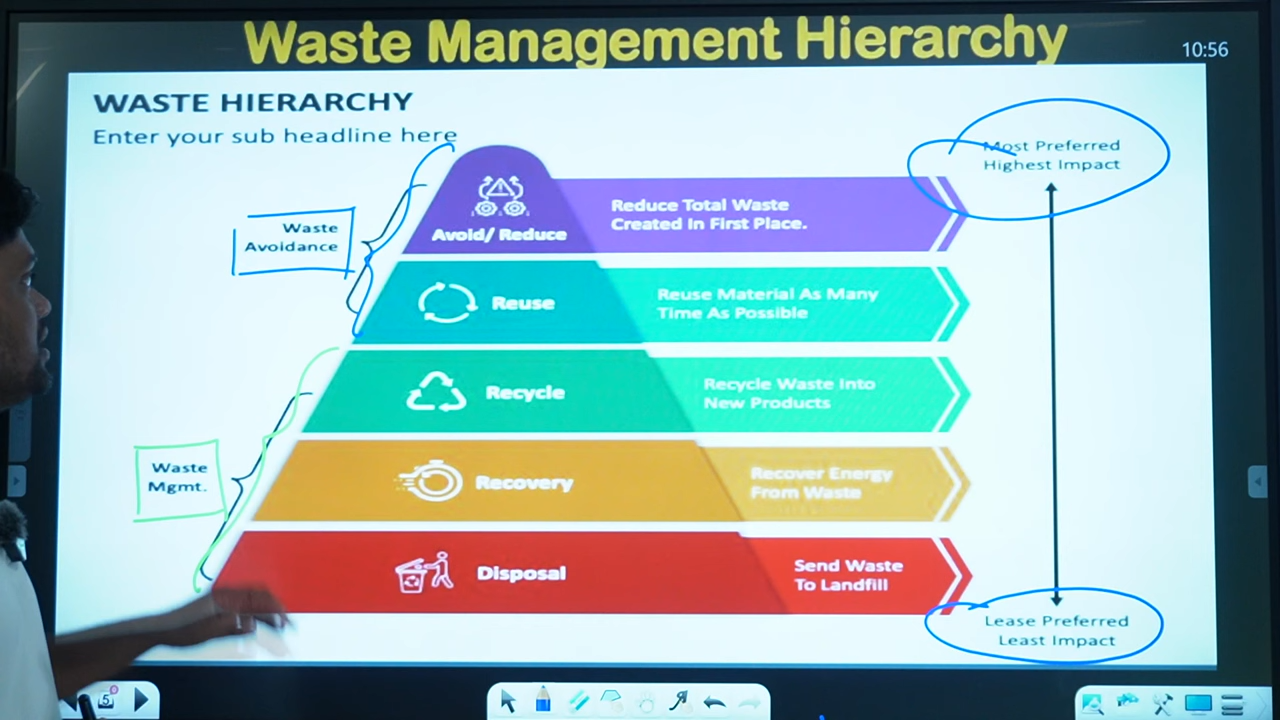 Waste Management Hierarchy
10:56
WASTE HIERARCHY
Enter your sub headline here
Most Preferred
Highest Impact
Reduce Total Waste
Created In First Place.
Avoid/ Reduce
Waste
Avoidance
Reuse
Reuse Material As Many
Time As Possible
Recycle
Recycle Waste Into
New Products
Waste
Mgmt.
Recovery
Recover Energy
From Waste
Disposal
Send Waste
To Landfill
Lease Preferred
Least Impact
5